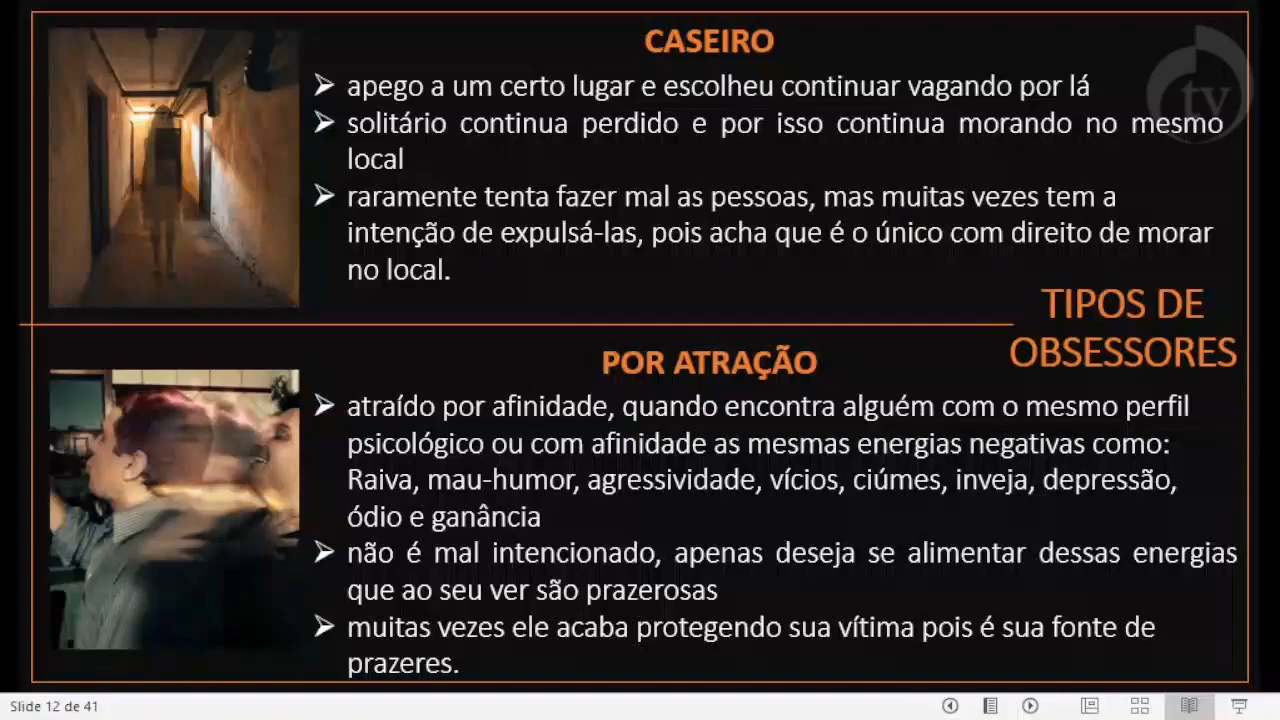 CASEIRO
apego a um certo lugar e escolheu continuar vagando por lá
solitário continua perdido e por isso continua morando no mesmo
local
raramente tenta fazer mal as pessoas, mas muitas vezes tem a
intenção de expulsá-las, pois acha que é o único com direito de morar
no local.
tv
TIPOS DE
OBSESSORES
POR ATRAÇÃO
atraído por afinidade, quando encontra alguém com o mesmo perfil
psicológico ou com afinidade as mesmas energias negativas como:
Raiva, mau-humor, agressividade, vícios, ciúmes, inveja, depressão,
ódio e ganância
não é mal intencionado, apenas deseja se alimentar dessas energias
que ao seu ver são prazerosas
muitas vezes ele acaba protegendo sua vítima pois é sua fonte de
prazeres.
Slide 12 de 41